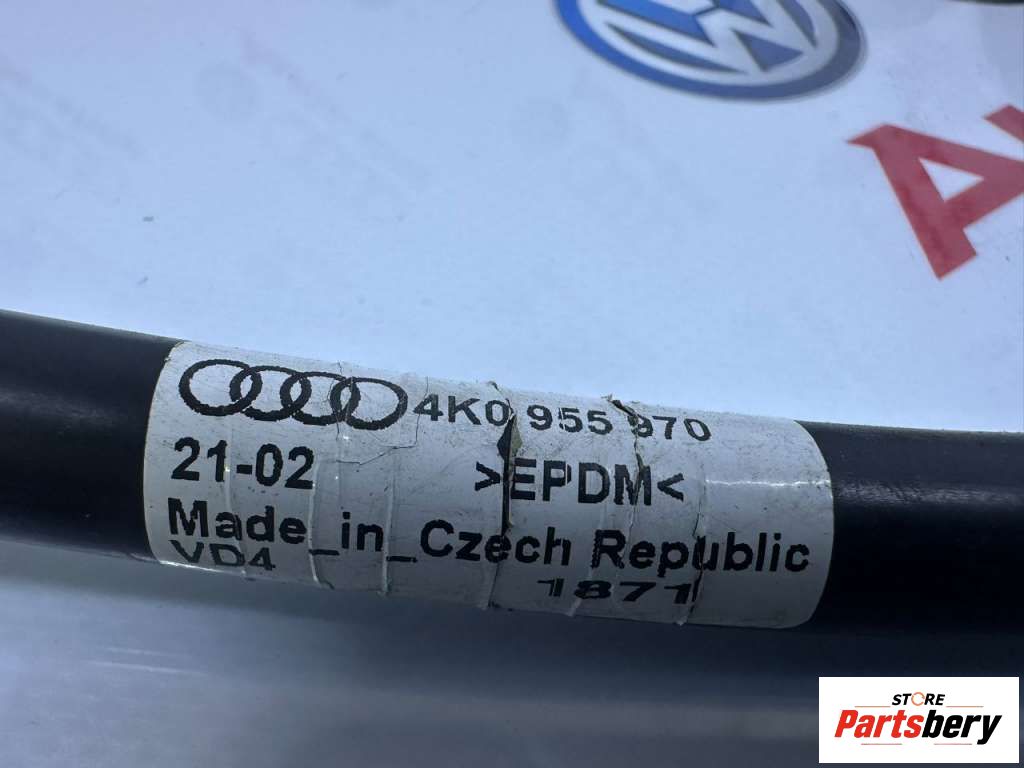 4K0 955 970
21-02 >EPDM<
Made_in_Czech Republic
VD4
1871
STORE
Partsbery